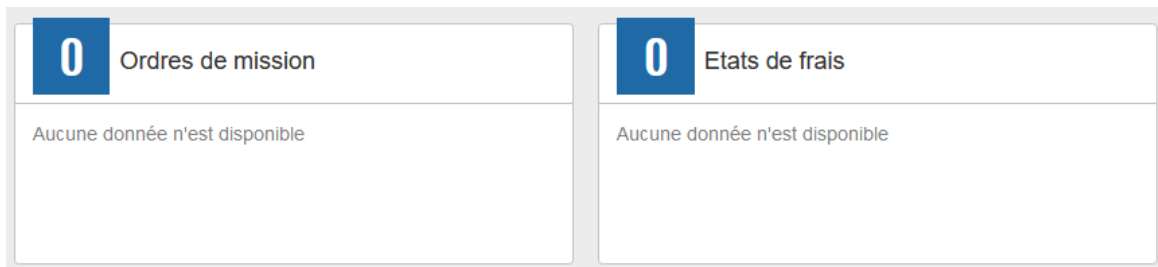 0 Ordres de mission
Aucune donnée n'est disponible
0 Etats de frais
Aucune donnée n'est disponible